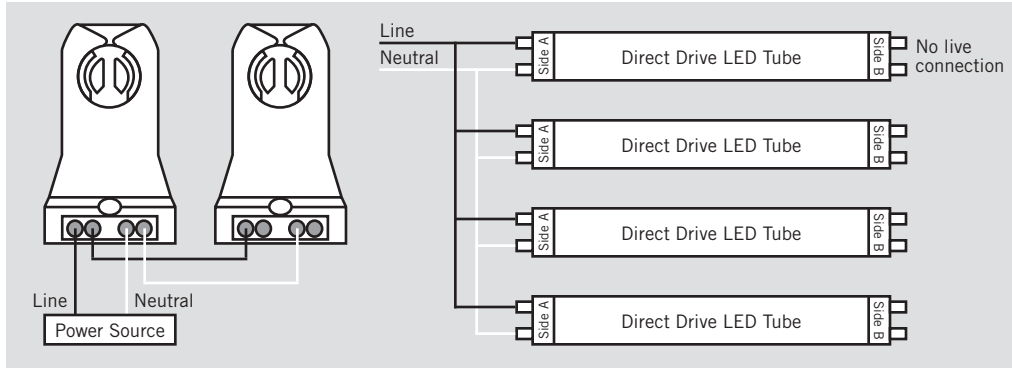 Line
Neutral
Power Source
Line
Neutral
Side A
Direct Drive LED Tube
Side B
No live
connection
Side A
Direct Drive LED Tube
Side B
Side A
Direct Drive LED Tube
Side B
Side A
Direct Drive LED Tube
Side B